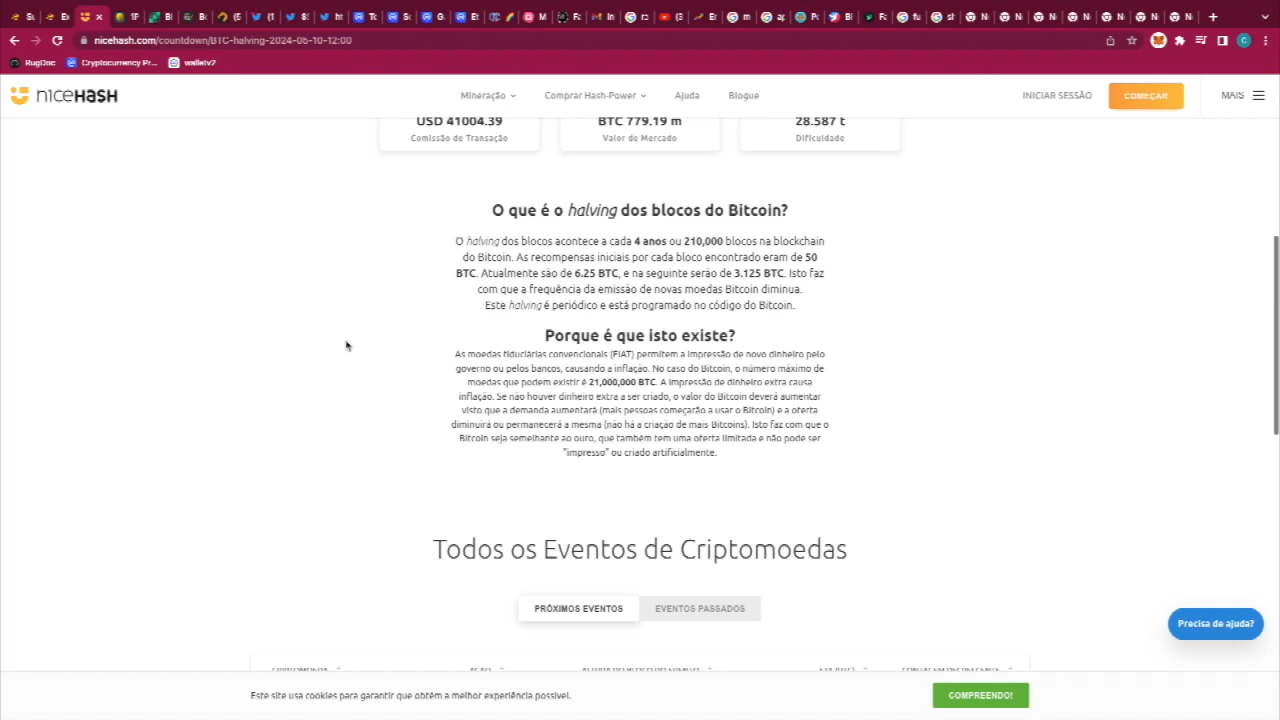 nicehash.com/countdown/BTC-halving-2024-05-10-12:00
RugDoc
Cryptocurrency Pr...
walletv2
niceHASH
Mineração
Comprar Hash-Power
Ajuda
Blogue
INICIAR SESSÃO
COMEÇAR
MAIS
USD 41004.39
BTC 779.19 m
28.587 t
Comissão de Transação
Valor de Mercado
Dificuldade
O que é o halving dos blocos do Bitcoin?
O halving dos blocos acontece a cada 4 anos ou 210,000 blocos na blockchain
do Bitcoin. As recompensas iniciais por cada bloco encontrado eram de 50
BTC. Atualmente são de 6.25 BTC, e na seguinte serão de 3.125 BTC. Isto faz
com que a frequência da emissão de novas moedas Bitcoin diminua.
Este halving é periódico e está programado no código do Bitcoin.
Porque é que isto existe?
As moedas fiduciárias convencionais (FIAT) permitem a impressão de novo dinheiro pelo
governo ou pelos bancos, causando a inflação. No caso do Bitcoin, o número máximo de
moedas que podem existir é 21,000,000 BTC. A impressão de dinheiro extra causa
inflação. Se não houver dinheiro extra a ser criado, o valor do Bitcoin deverá aumentar
visto que a demanda aumentará (mais pessoas começarão a usar o Bitcoin) e a oferta
diminuirá ou permanecerá a mesma (não há a criação de mais Bitcoins). Isto faz com que o
Bitcoin seja semelhante ao ouro, que também tem uma oferta limitada e não pode ser
"impresso" ou criado artificialmente.
Todos os Eventos de Criptomoedas
PRÓXIMOS EVENTOS
EVENTOS PASSADOS
Precisa de ajuda?
Este site usa cookies para garantir que obtém a melhor experiência possível.
COMPREENDO!